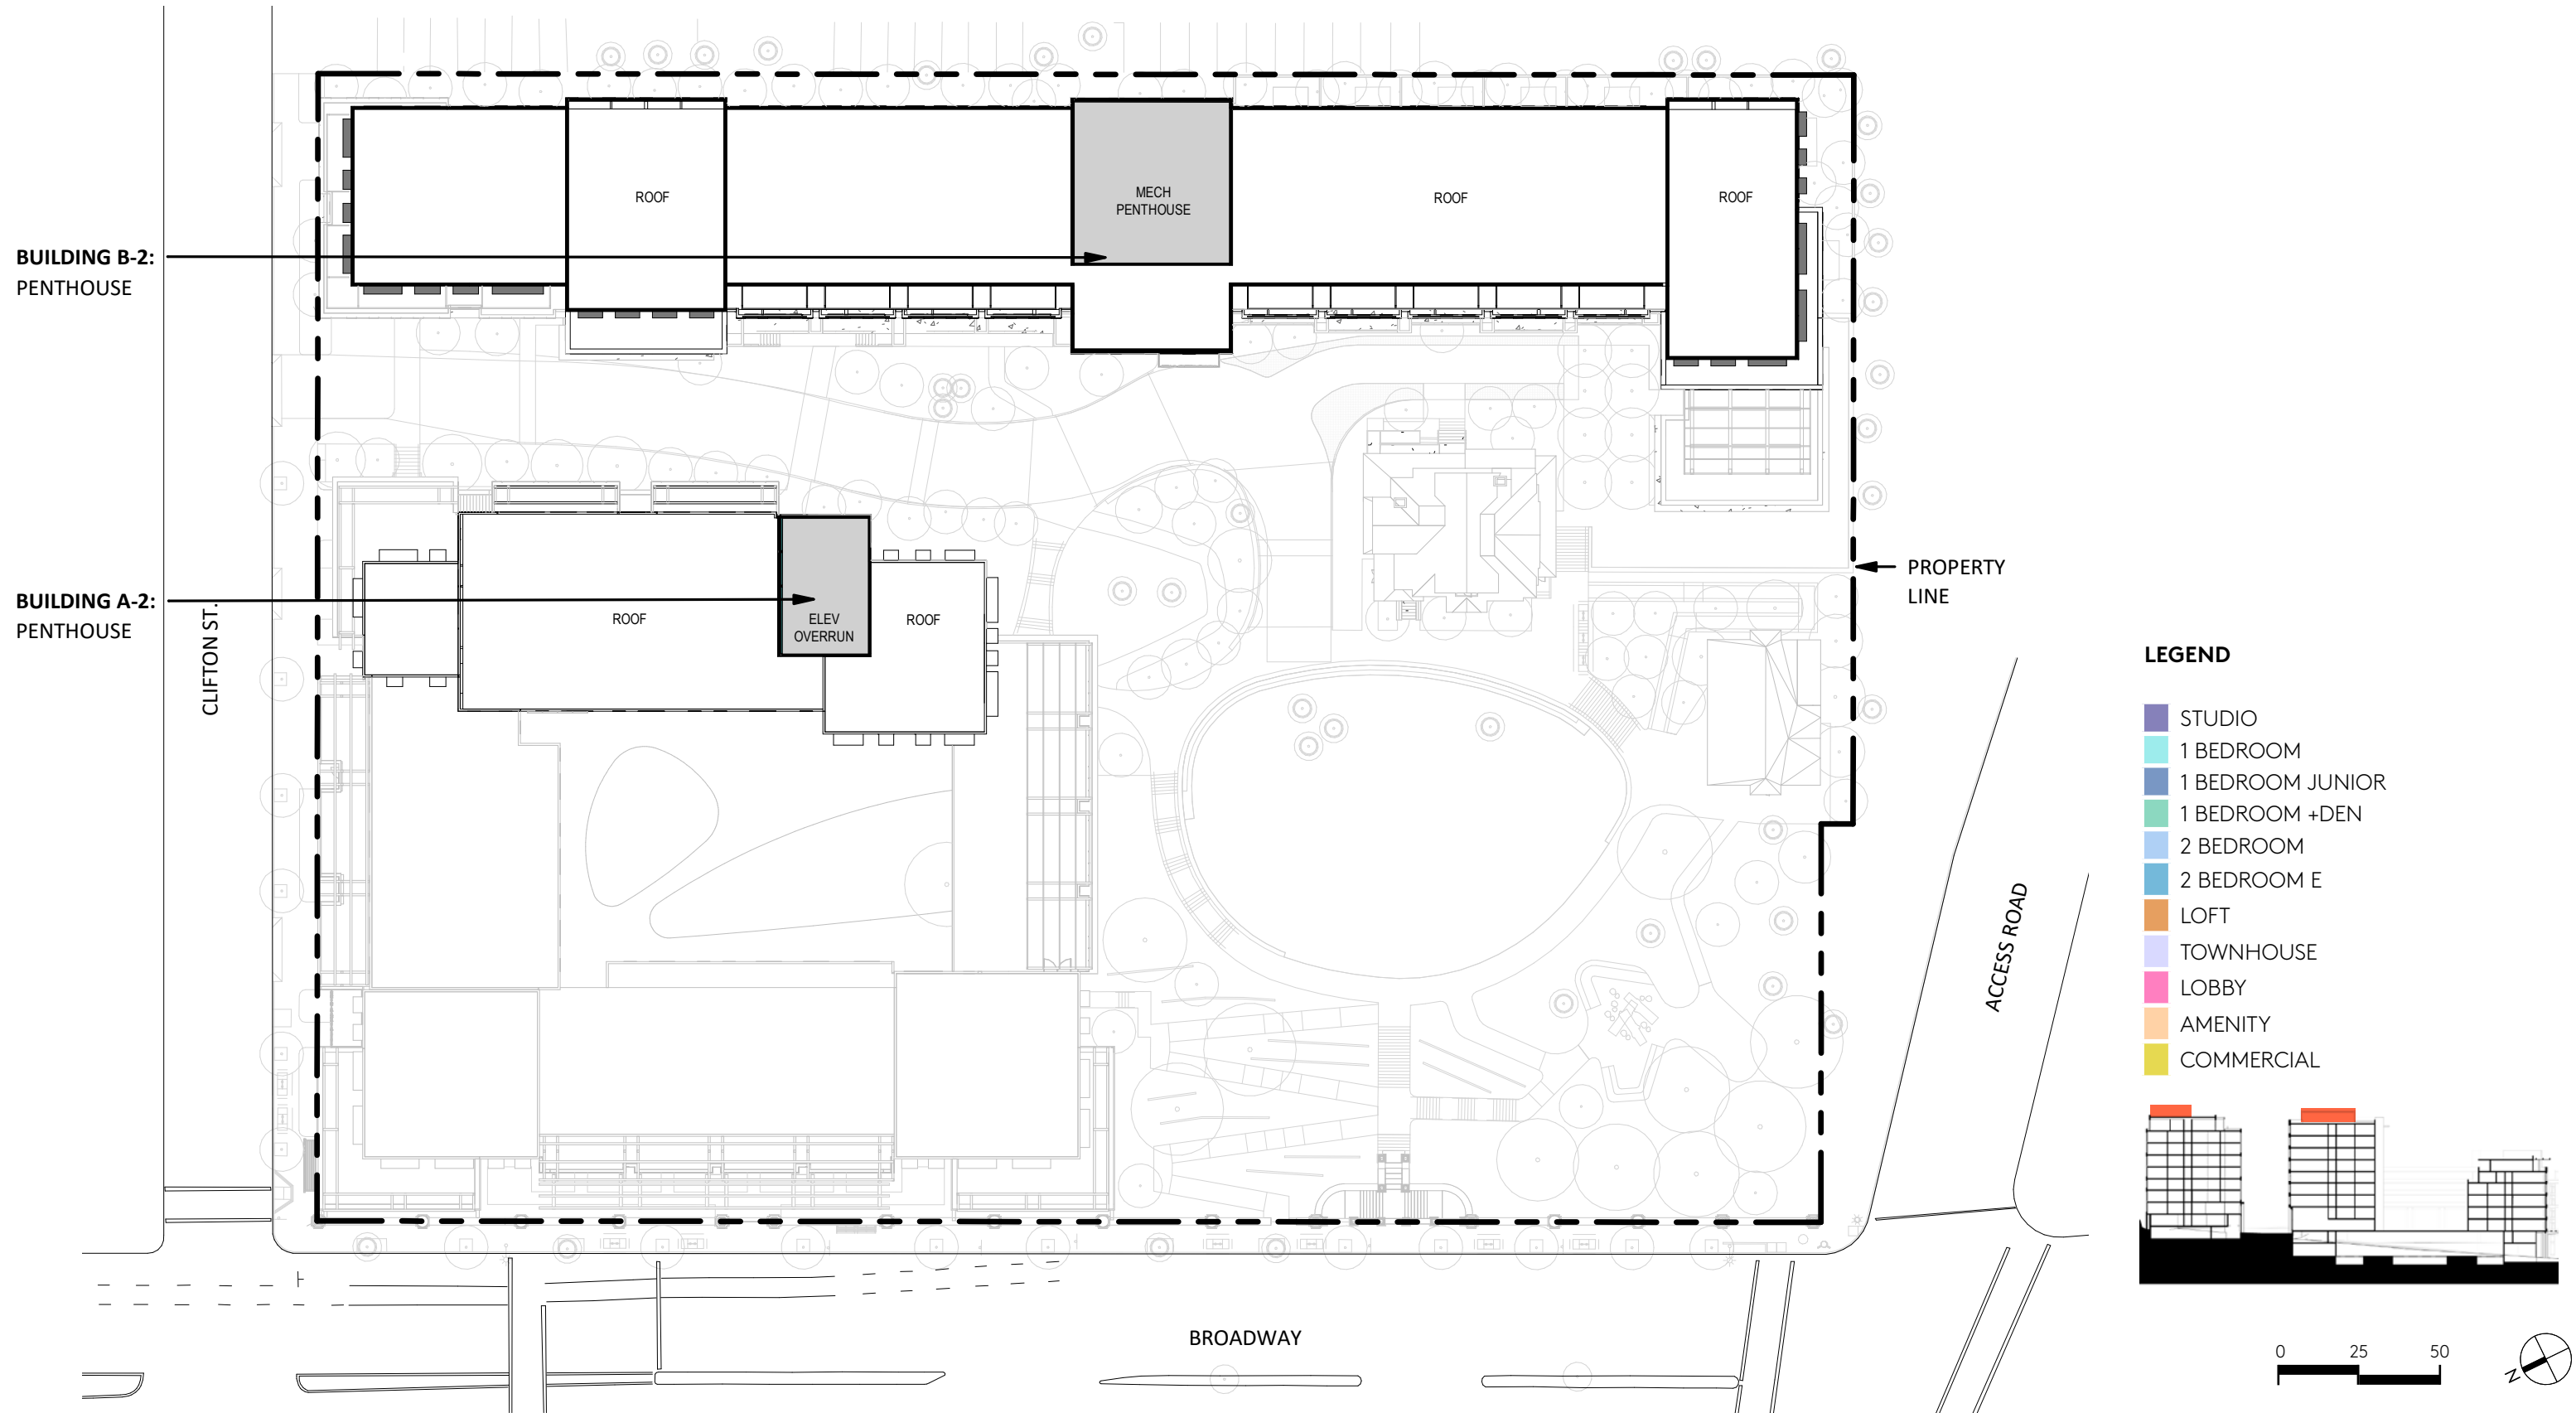 ROOF
MECH
PENTHOUSE
ROOF
ROOF
BUILDING B-2:
PENTHOUSE
BUILDING A-2:
PENTHOUSE
CLIFTON ST.
ROOF
ELEV
OVERRUN
ROOF
PROPERTY
LINE
ACCESS ROAD
BROADWAY
LEGEND
STUDIO
1 BEDROOM
1 BEDROOM JUNIOR
1 BEDROOM +DEN
2 BEDROOM
2 BEDROOM E
LOFT
TOWNHOUSE
LOBBY
AMENITY
COMMERCIAL
0 25 50
N